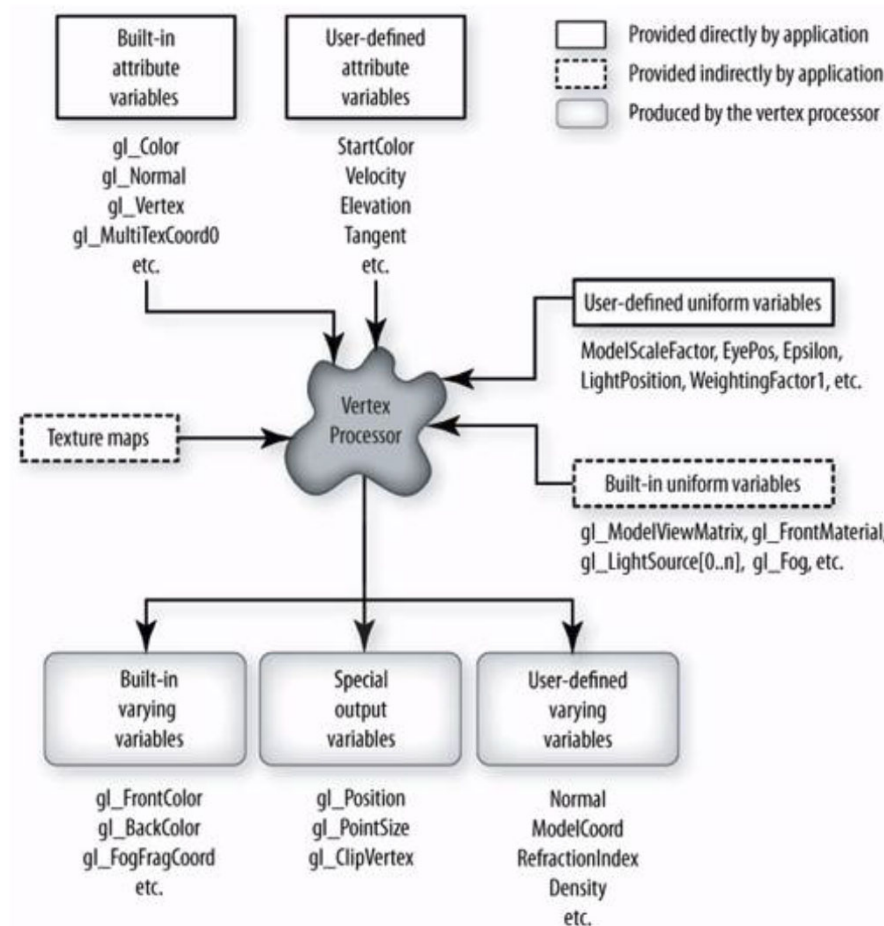 Built-in
attribute
variables
gl_Color
gl_Normal
gl_Vertex
gl_MultiTexCoord0
etc.
User-defined
attribute
variables
StartColor
Velocity
Elevation
Tangent
etc.
Provided directly by application
Provided indirectly by application
Produced by the vertex processor
User-defined uniform variables
ModelScaleFactor, EyePos, Epsilon,
LightPosition, WeightingFactor1, etc.
Vertex
Processor
Texture maps
Built-in uniform variables
gl_ModelViewMatrix, gl_FrontMaterial,
gl_LightSource[0..n], gl_Fog, etc.
Built-in
varying
variables
gl_FrontColor
gl_BackColor
gl_FogFragCoord
etc.
Special
output
variables
gl_Position
gl_PointSize
gl_ClipVertex
User-defined
varying
variables
Normal
ModelCoord
RefractionIndex
Density
etc.